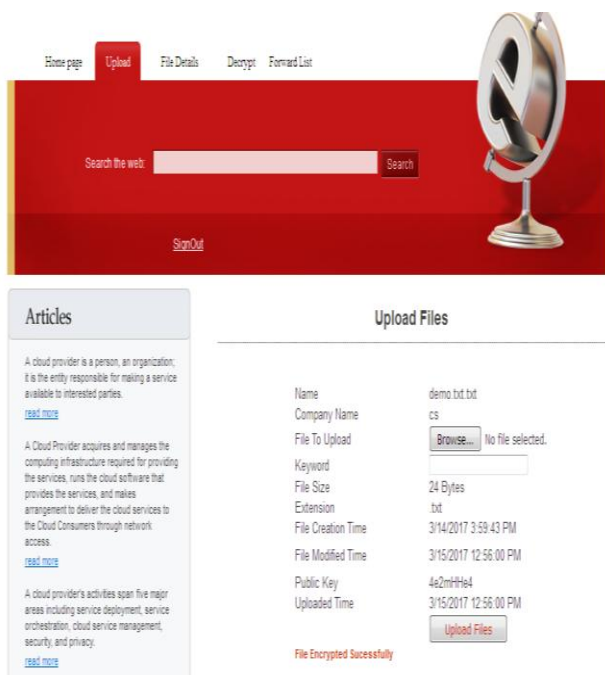 Home page Upload File Details Decrypt Forward List
Search the web: Search
SignOut
Articles
A cloud provider is a person, an organization;
it is the entity responsible for making a service
available to interested parties.
read more
A Cloud Provider acquires and manages the
computing infrastructure required for providing
the services, runs the cloud software that
provides the services, and makes
arrangement to deliver the cloud services to
the Cloud Consumers through network
access.
read more
A cloud provider's activities span five major
areas including service deployment, service
orchestration, cloud service management,
security, and privacy.
read more
Upload Files
Name demo.txt.txt
Company Name cs
File To Upload Browse... No file selected.
Keyword
File Size 24 Bytes
Extension .txt
File Creation Time 3/14/2017 3:59:43 PM
File Modified Time 3/15/2017 12:56:00 PM
Public Key 4e2mHHe4
Uploaded Time 3/15/2017 12:56:00 PM
Upload Files
File Encrypted Sucessfully